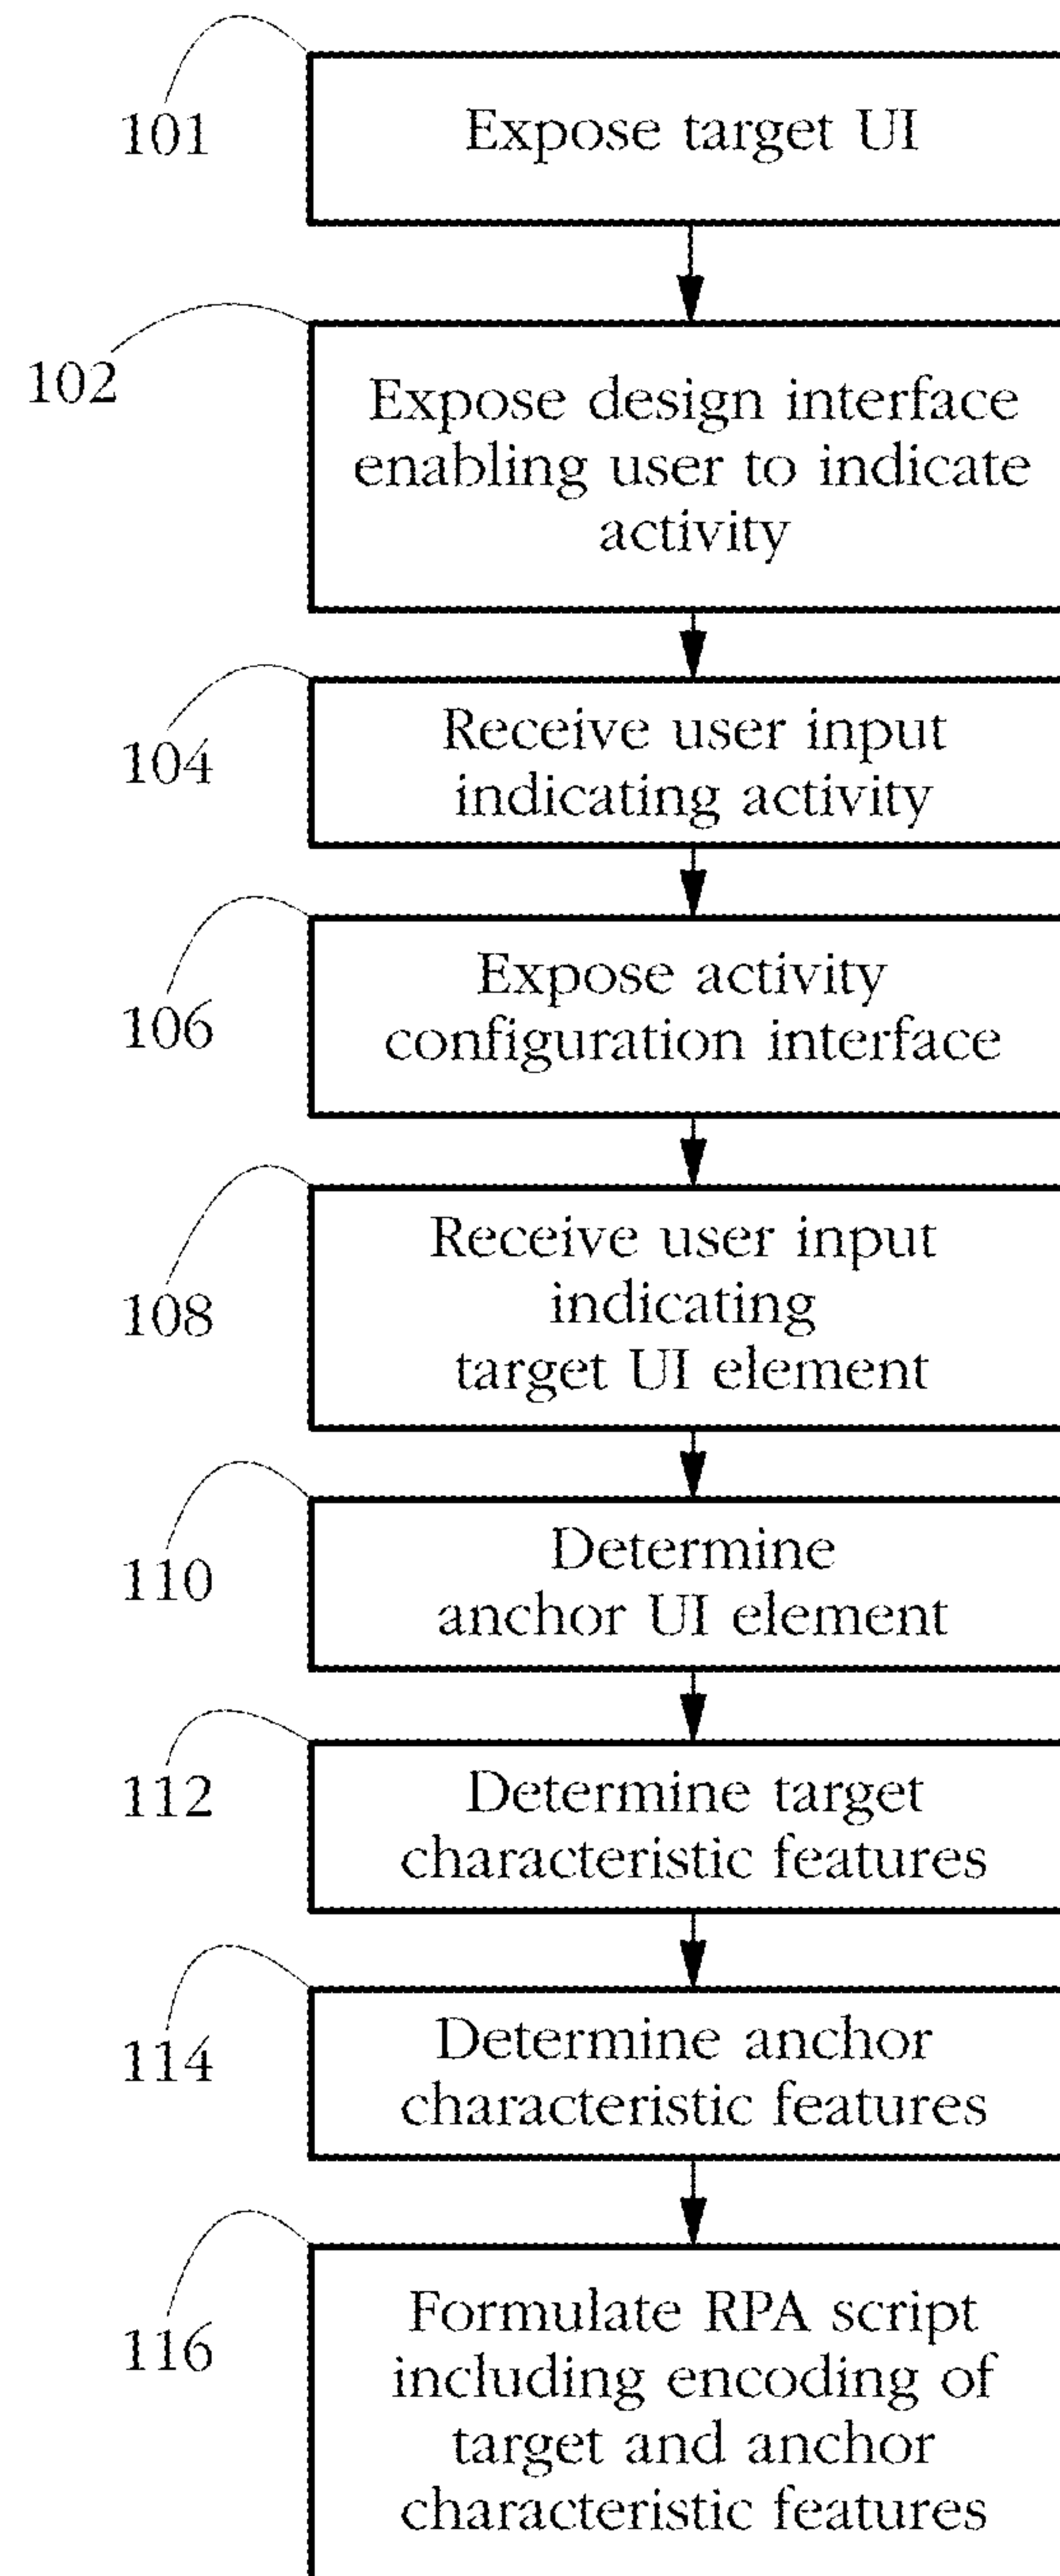 101
Expose target UI
102
Expose design interface
enabling user to indicate
activity
104
Receive user input
indicating activity
106
Expose activity
configuration interface
108
Receive user input
indicating
target UI element
110
Determine
anchor UI element
112
Determine target
characteristic features
114
Determine anchor
characteristic features
116
Formulate RPA script
including encoding of
target and anchor
characteristic features